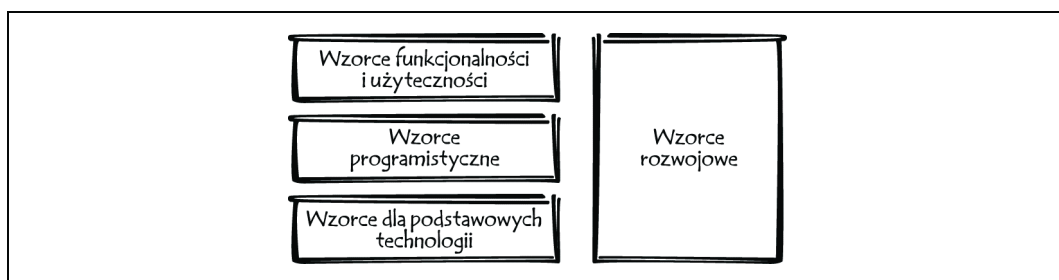 Wzorce funkcjonalności
i użyteczności
Wzorce
programistyczne
Wzorce dla podstawowych
technologii
Wzorce
rozwojowe